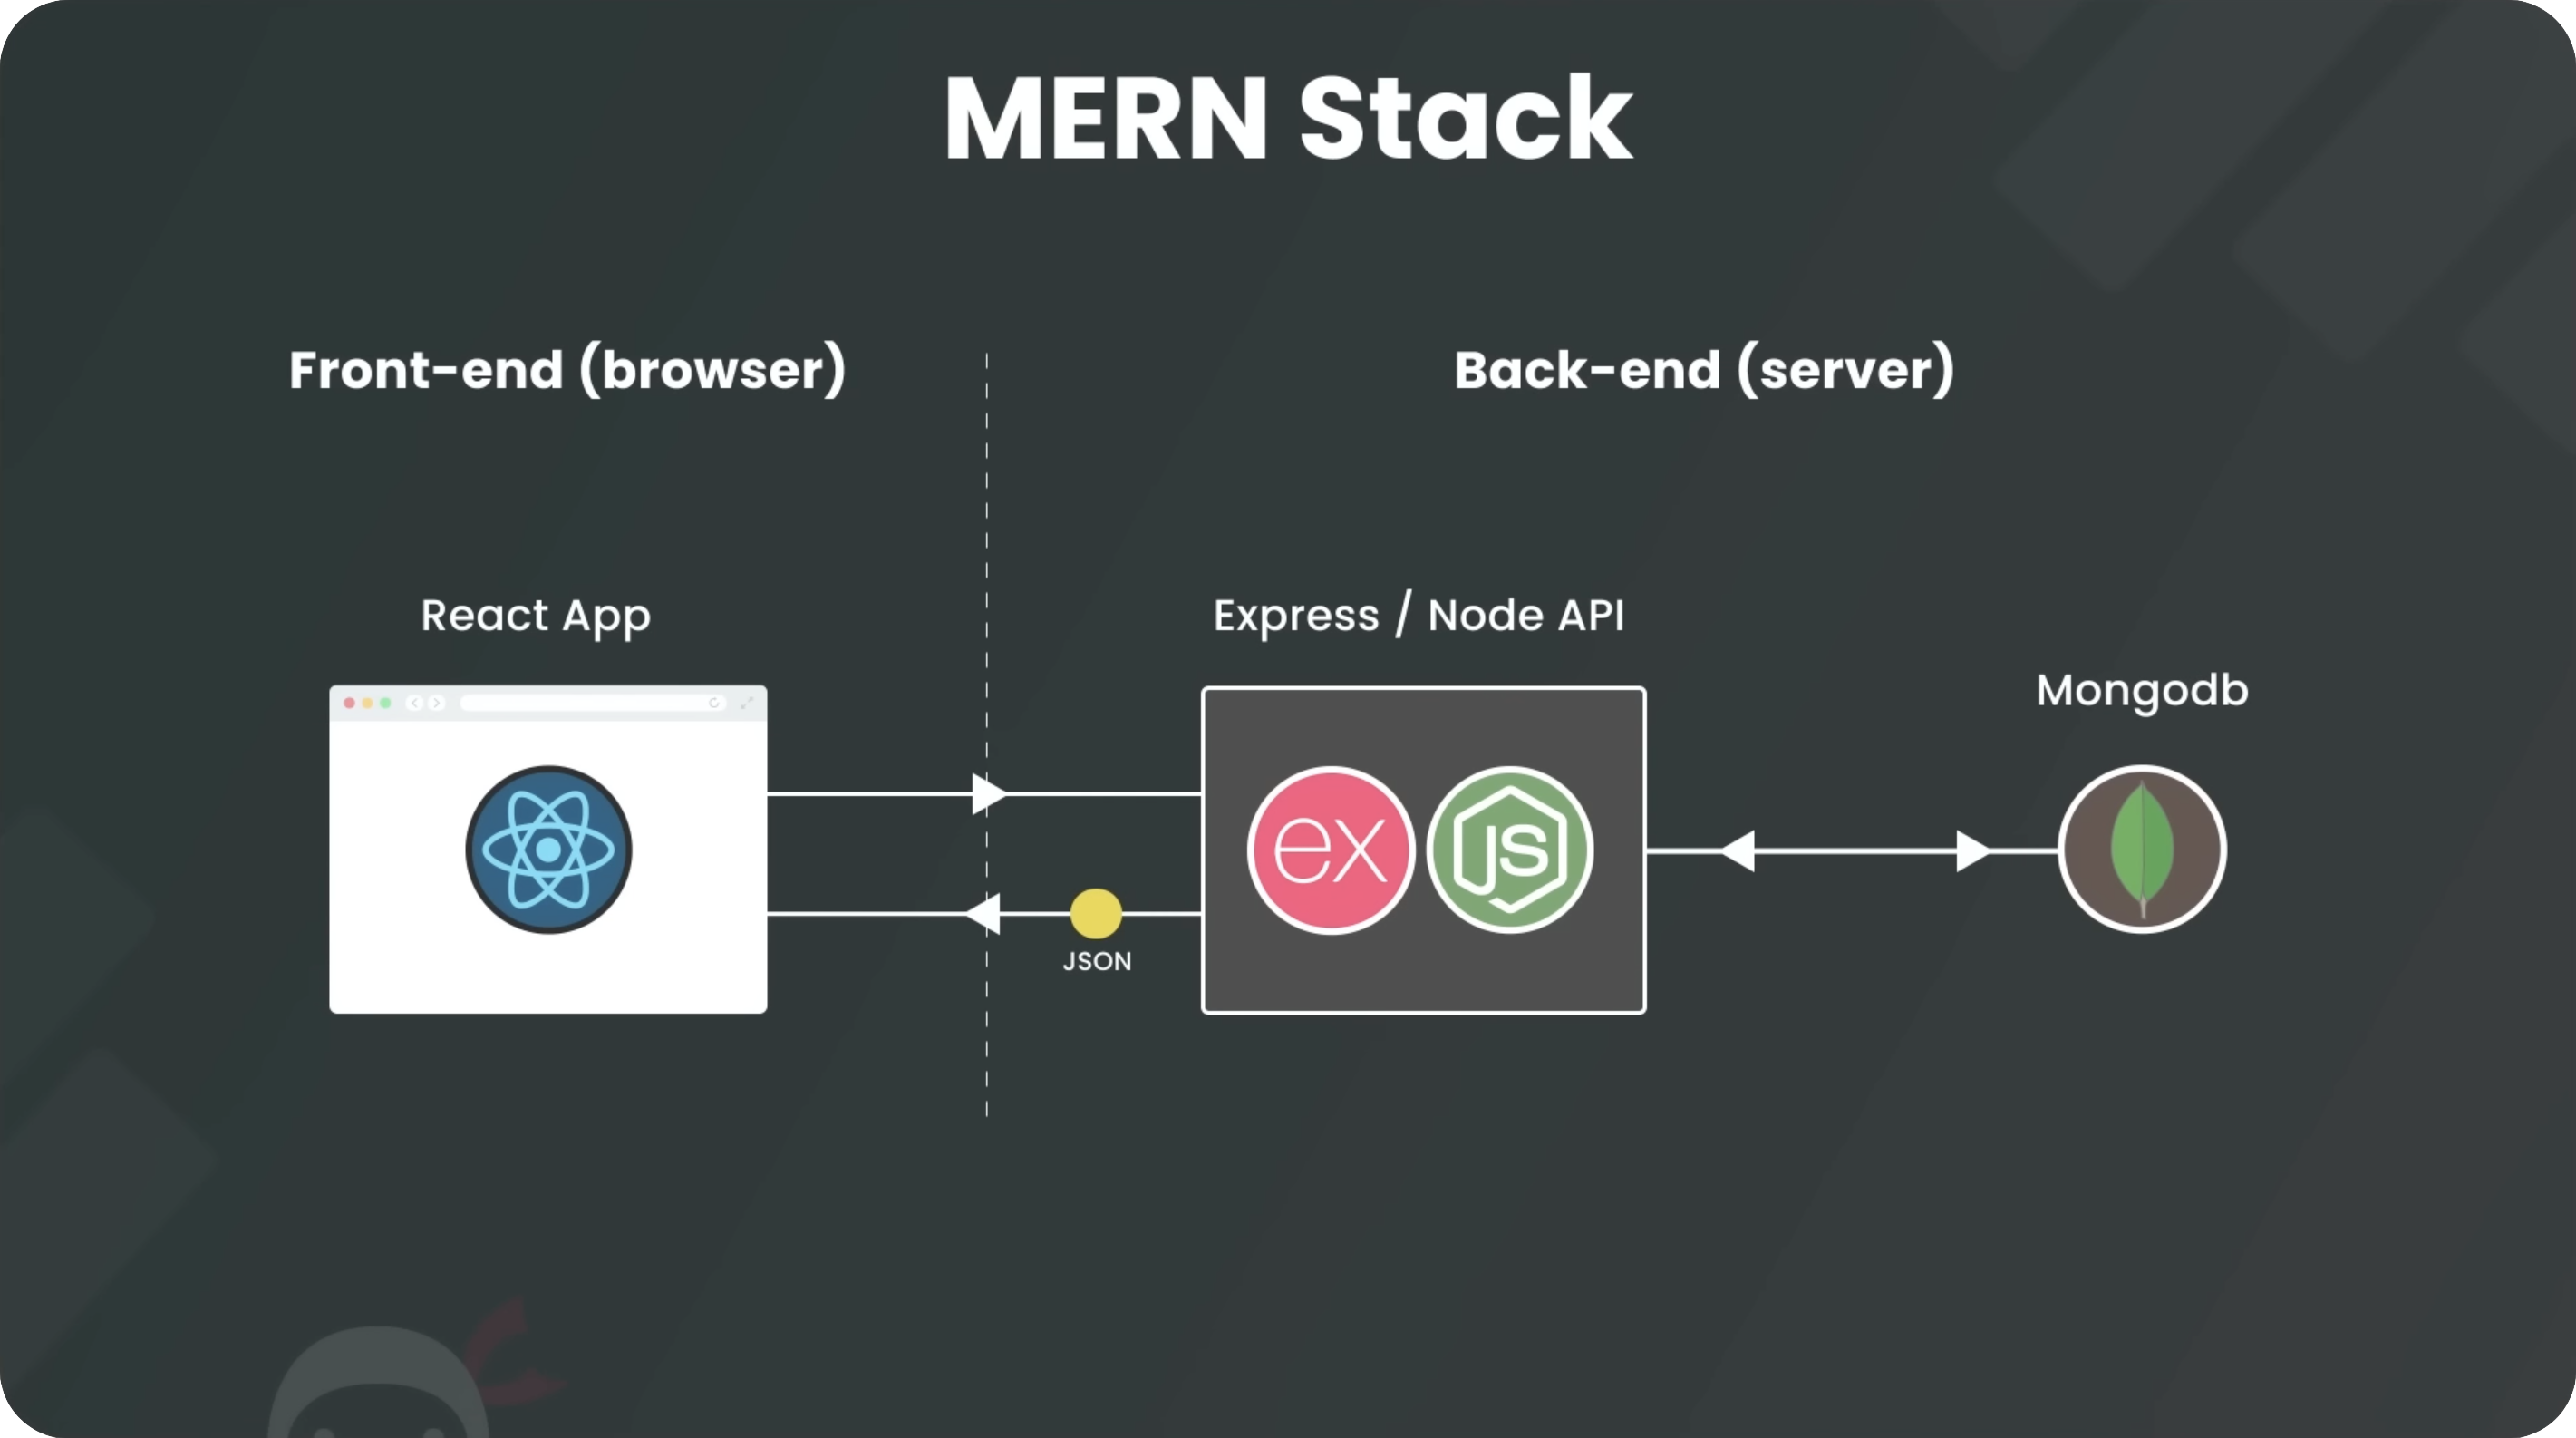 MERN Stack
Front-end (browser)
Back-end (server)
React App
Express / Node API
Mongodb
ex
JS
JSON